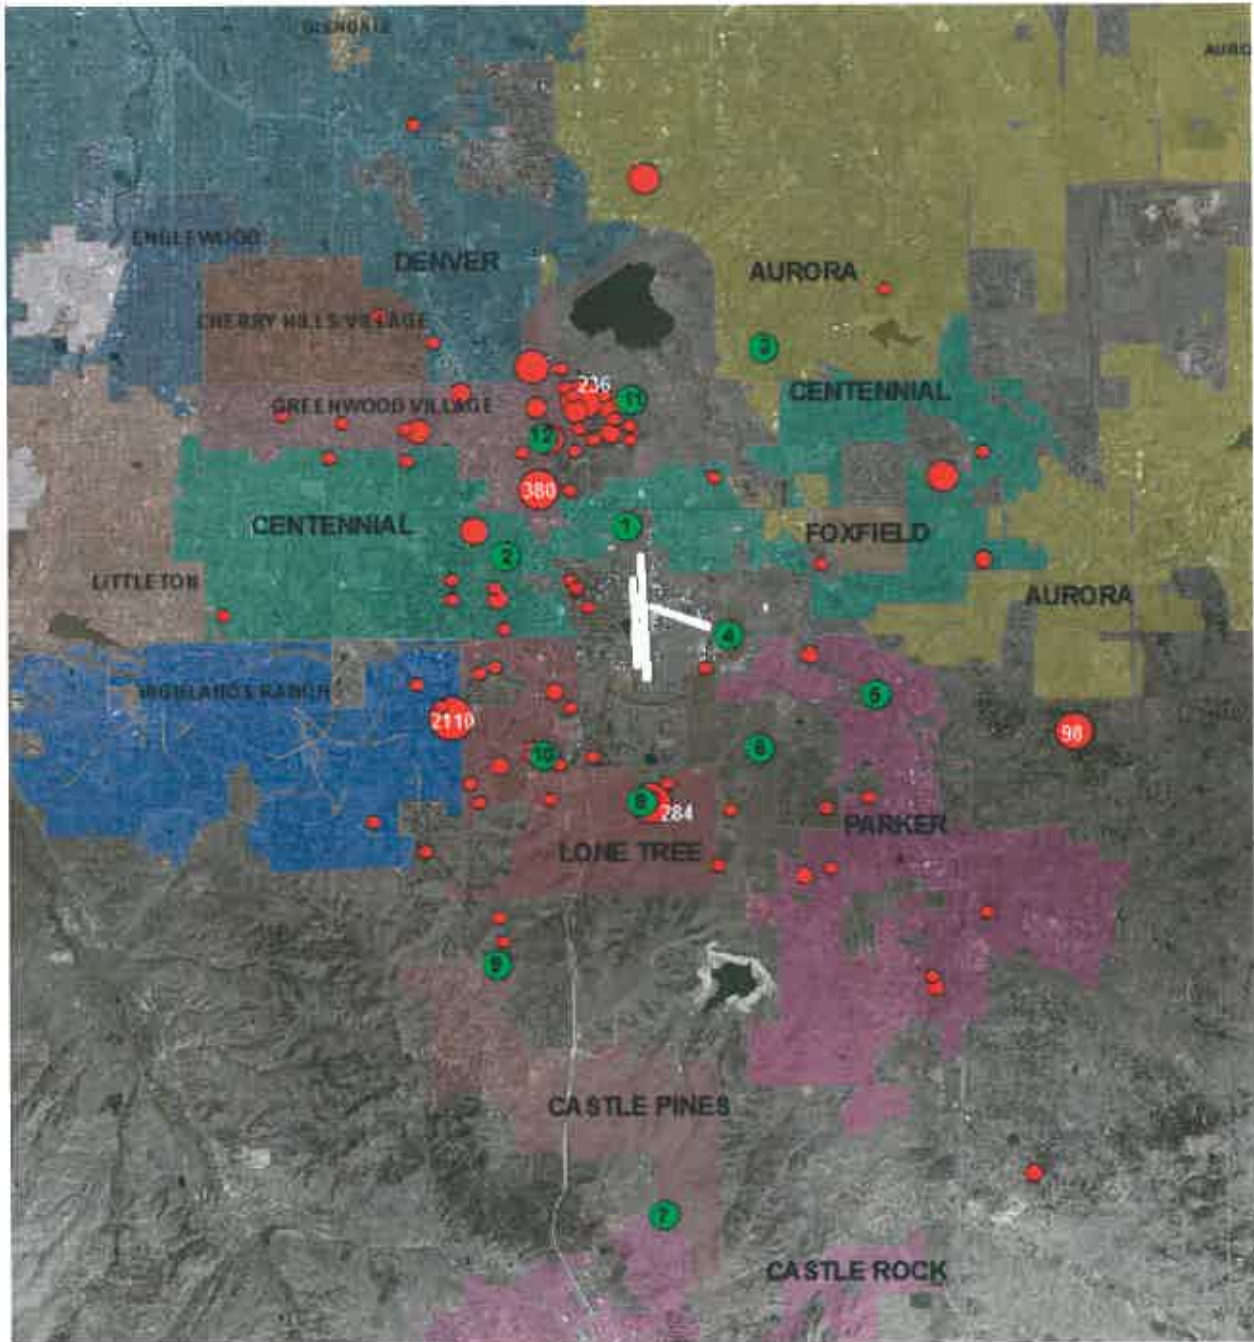 GLENDALE
AURO
ENGLEWOOD
DENVER
AURORA
CHERRY HILLS VILLAGE
3
236
CENTENNIAL
11
GREENWOOD VILLAGE
12
380
CENTENNIAL
1
FOXFIELD
2
LITTLETON
AURORA
4
HIGHLANDS RANCH
5
2110
98
6
10
8
284
PARKER
LONE TREE
9
CASTLE PINES
7
CASTLE ROCK